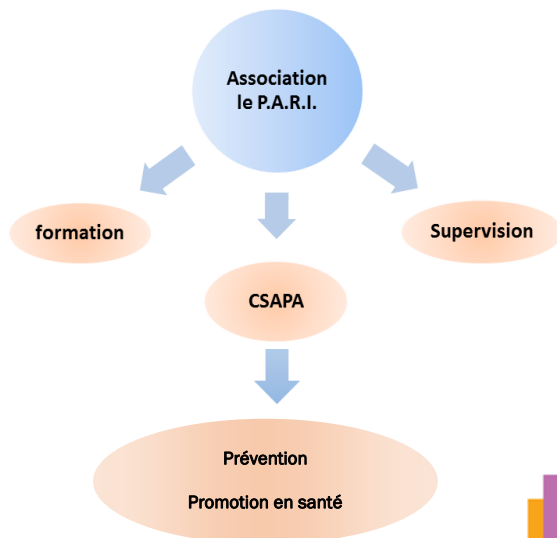 Association
le P.A.R.I.
formation
Supervision
CSAPA
Prévention
Promotion en santé